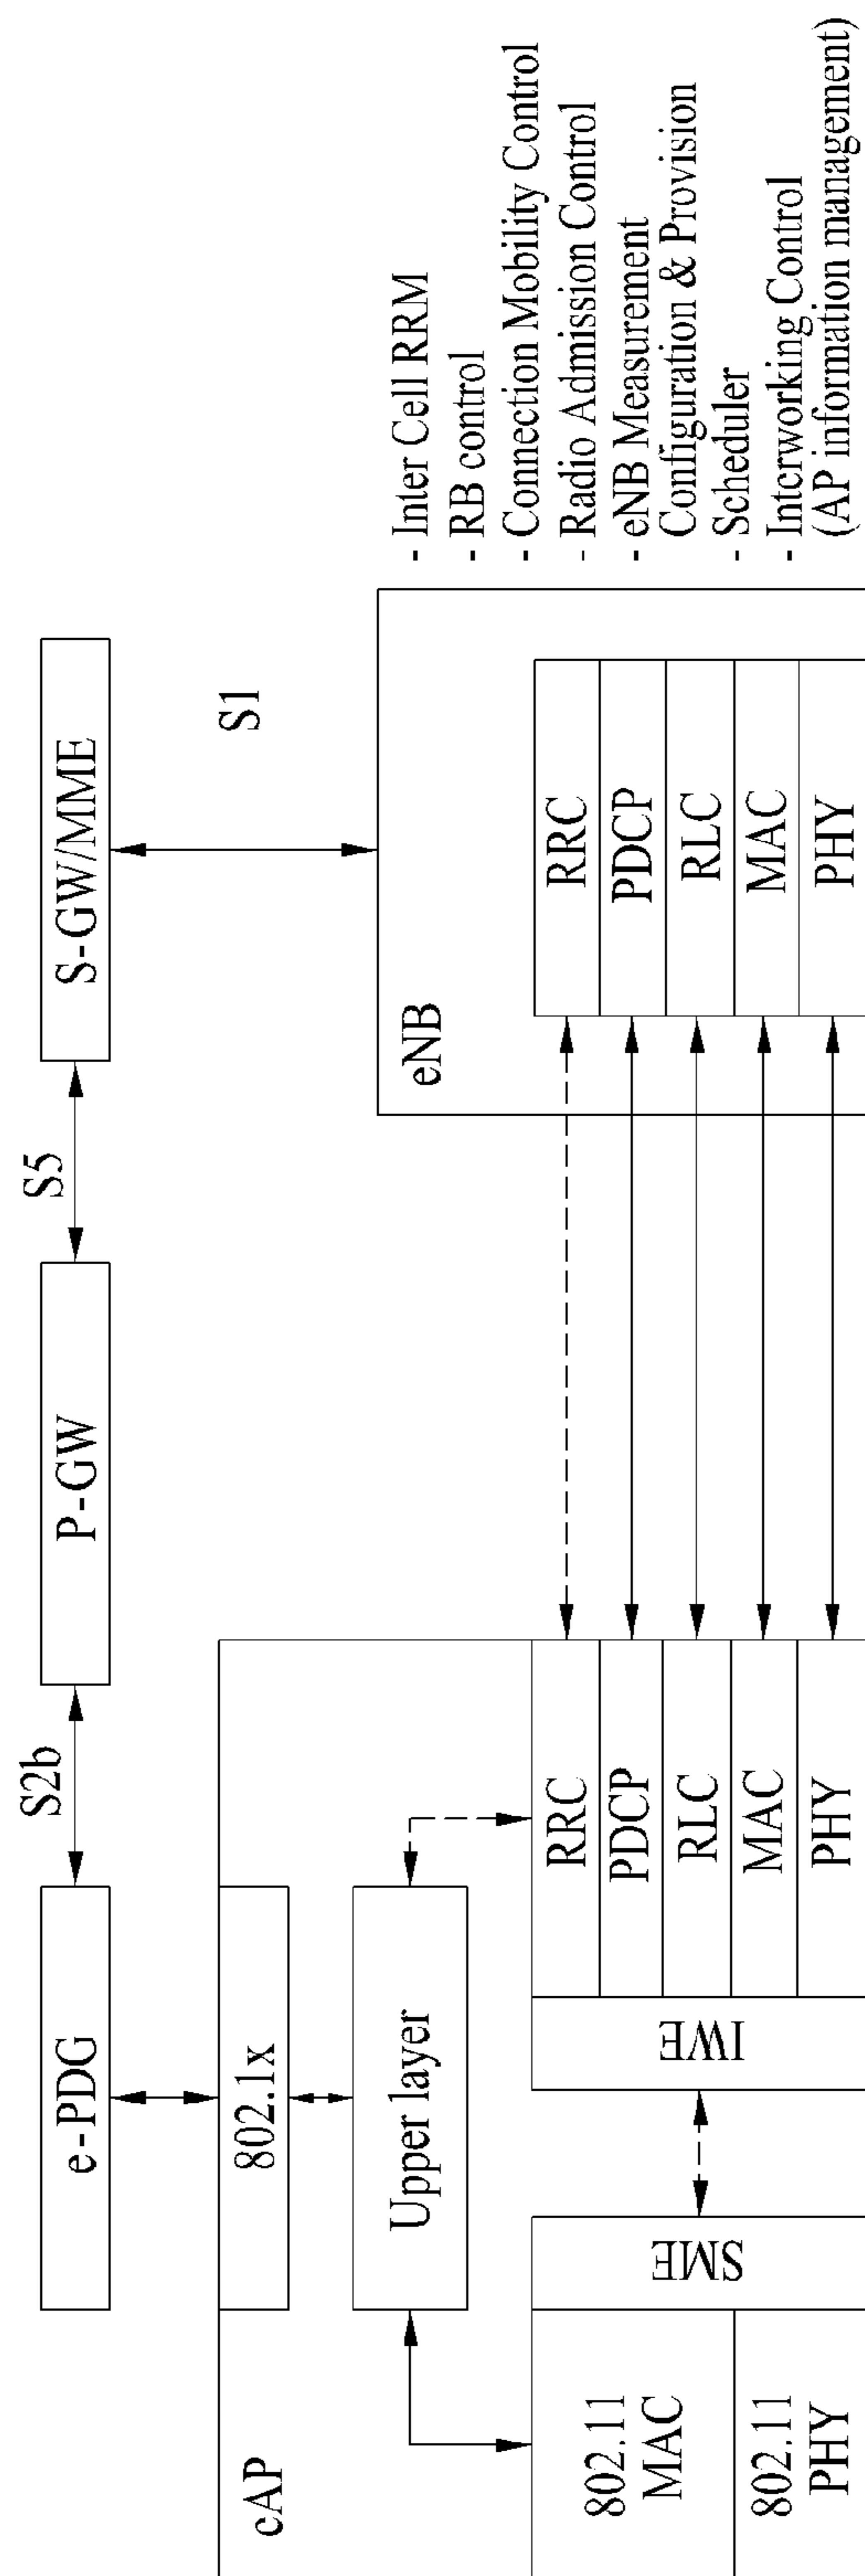 S2b
S5
e-PDG
P-GW
S-GW/MME
S1
cAP
802.1x
Upper layer
802.11
MAC
802.11
PHY
SME
IWE
RRC
PDCP
RLC
MAC
PHY
eNB
RRC
PDCP
RLC
MAC
PHY
- Inter Cell RRM
- RB control
- Connection Mobility Control
- Radio Admission Control
- eNB Measurement
Configuration & Provision
- Scheduler
- Interworking Control
(AP information management)